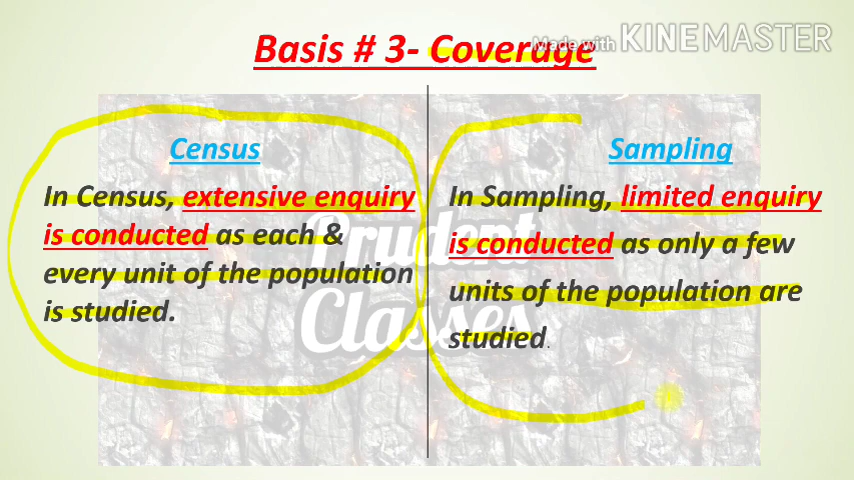 Basis # 3- Coverage
Made with KINEMASTER
Census
In Census, extensive enquiry
is conducted as each &
every unit of the population
is studied.
Sampling
In Sampling, limited enquiry
is conducted as only a few
units of the population are
studied.
Prudent
Classes